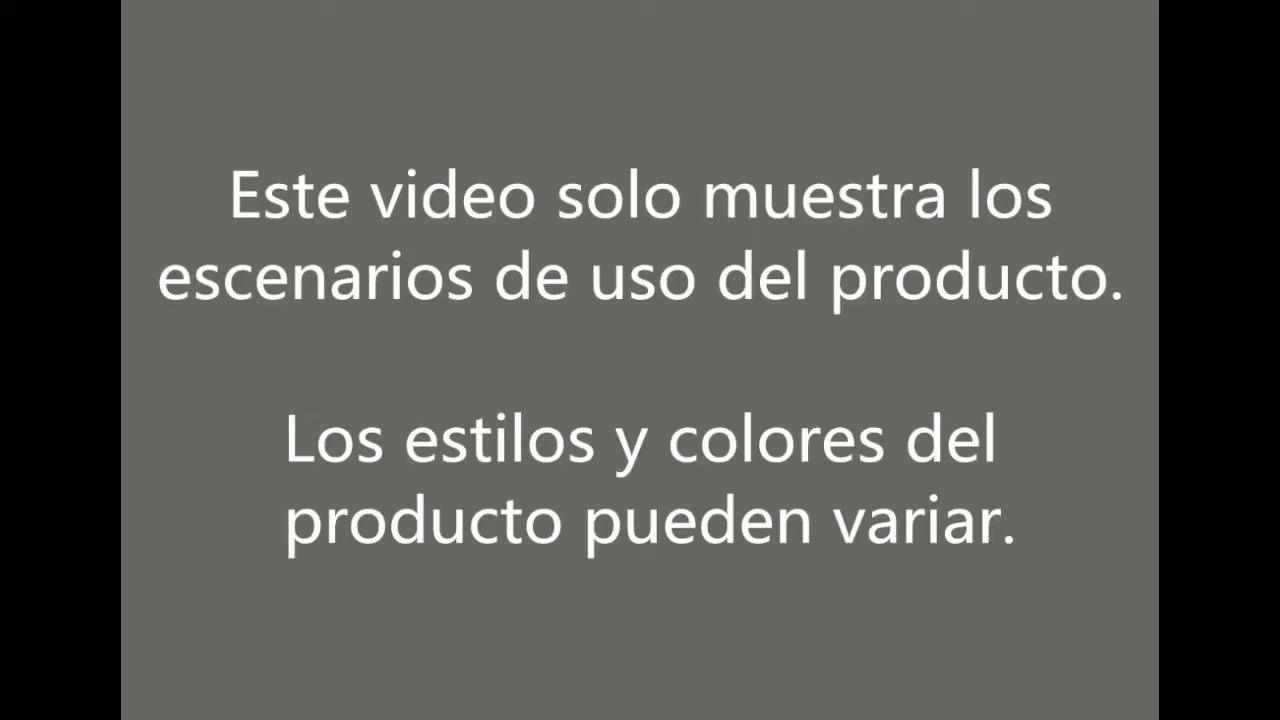 Este video solo muestra los
escenarios de uso del producto.
Los estilos y colores del
producto pueden variar.